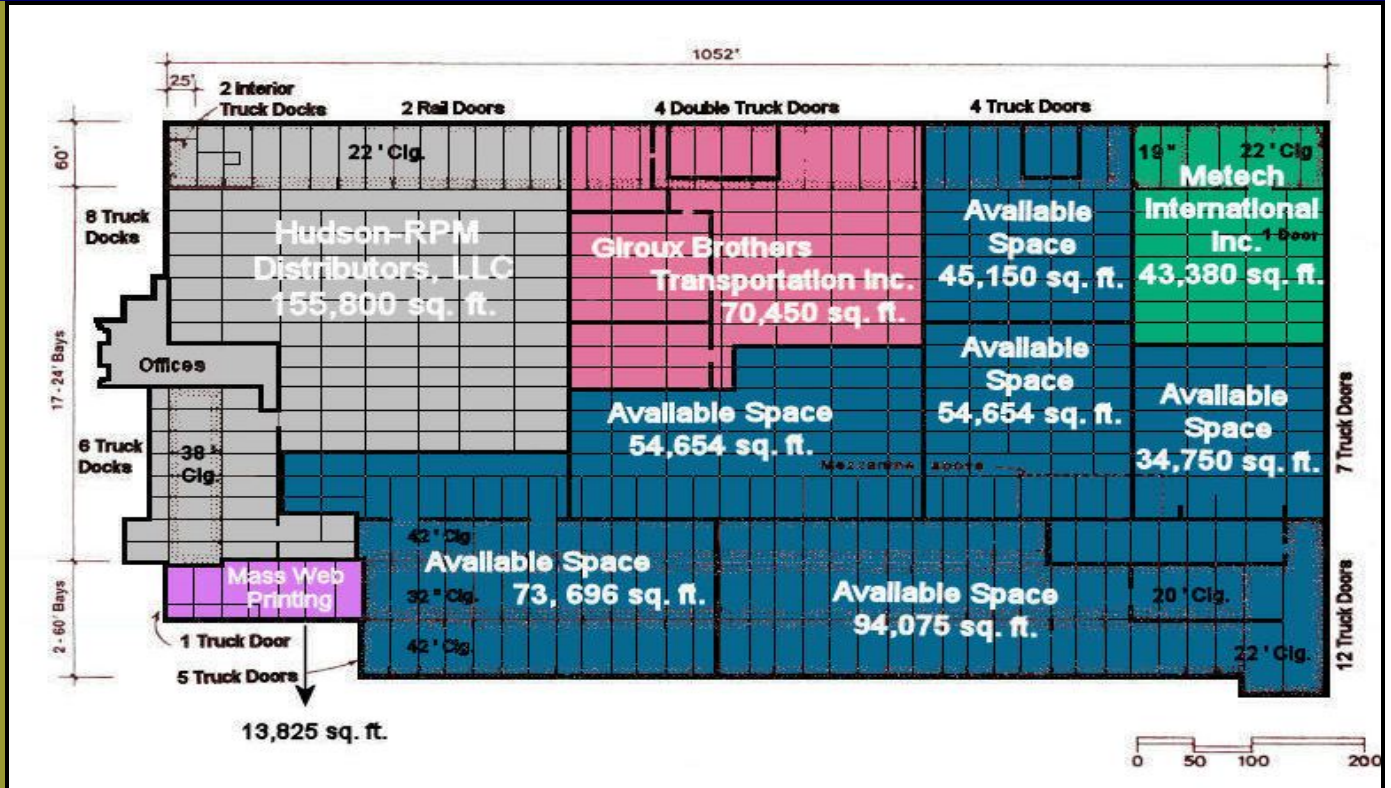 1052'
25'
2 Interior
Truck Docks
2 Rail Doors
4 Double Truck Doors
4 Truck Doors
60'
22 ' Clg.
19"
22 ' Clg
Metech
International
Inc.
1 Door
43,380 sq. ft.
8 Truck
Docks
Hudson-RPM
Distributors, LLC
155,800 sq. ft.
Giroux Brothers
Transportation Inc.
70,450 sq. ft.
Available
Space
45,150 sq. ft.
17 - 24' Bays
Offices
Available
Space
54,654 sq. ft.
Available Space
54,654 sq. ft.
Available
Space
34,750 sq. ft.
7 Truck Doors
6 Truck
Docks
38 '
Clg.
Mezzanine above
42 ' Clg
Available Space
73, 696 sq. ft.
32" Clg.
42 ' Clg.
Available Space
94,075 sq. ft.
20 ' Clg.
22 ' Clg.
12 Truck Doors
2 - 60' Bays
Mass Web
Printing
1 Truck Door
5 Truck Doors
13,825 sq. ft.
0 50 100 200